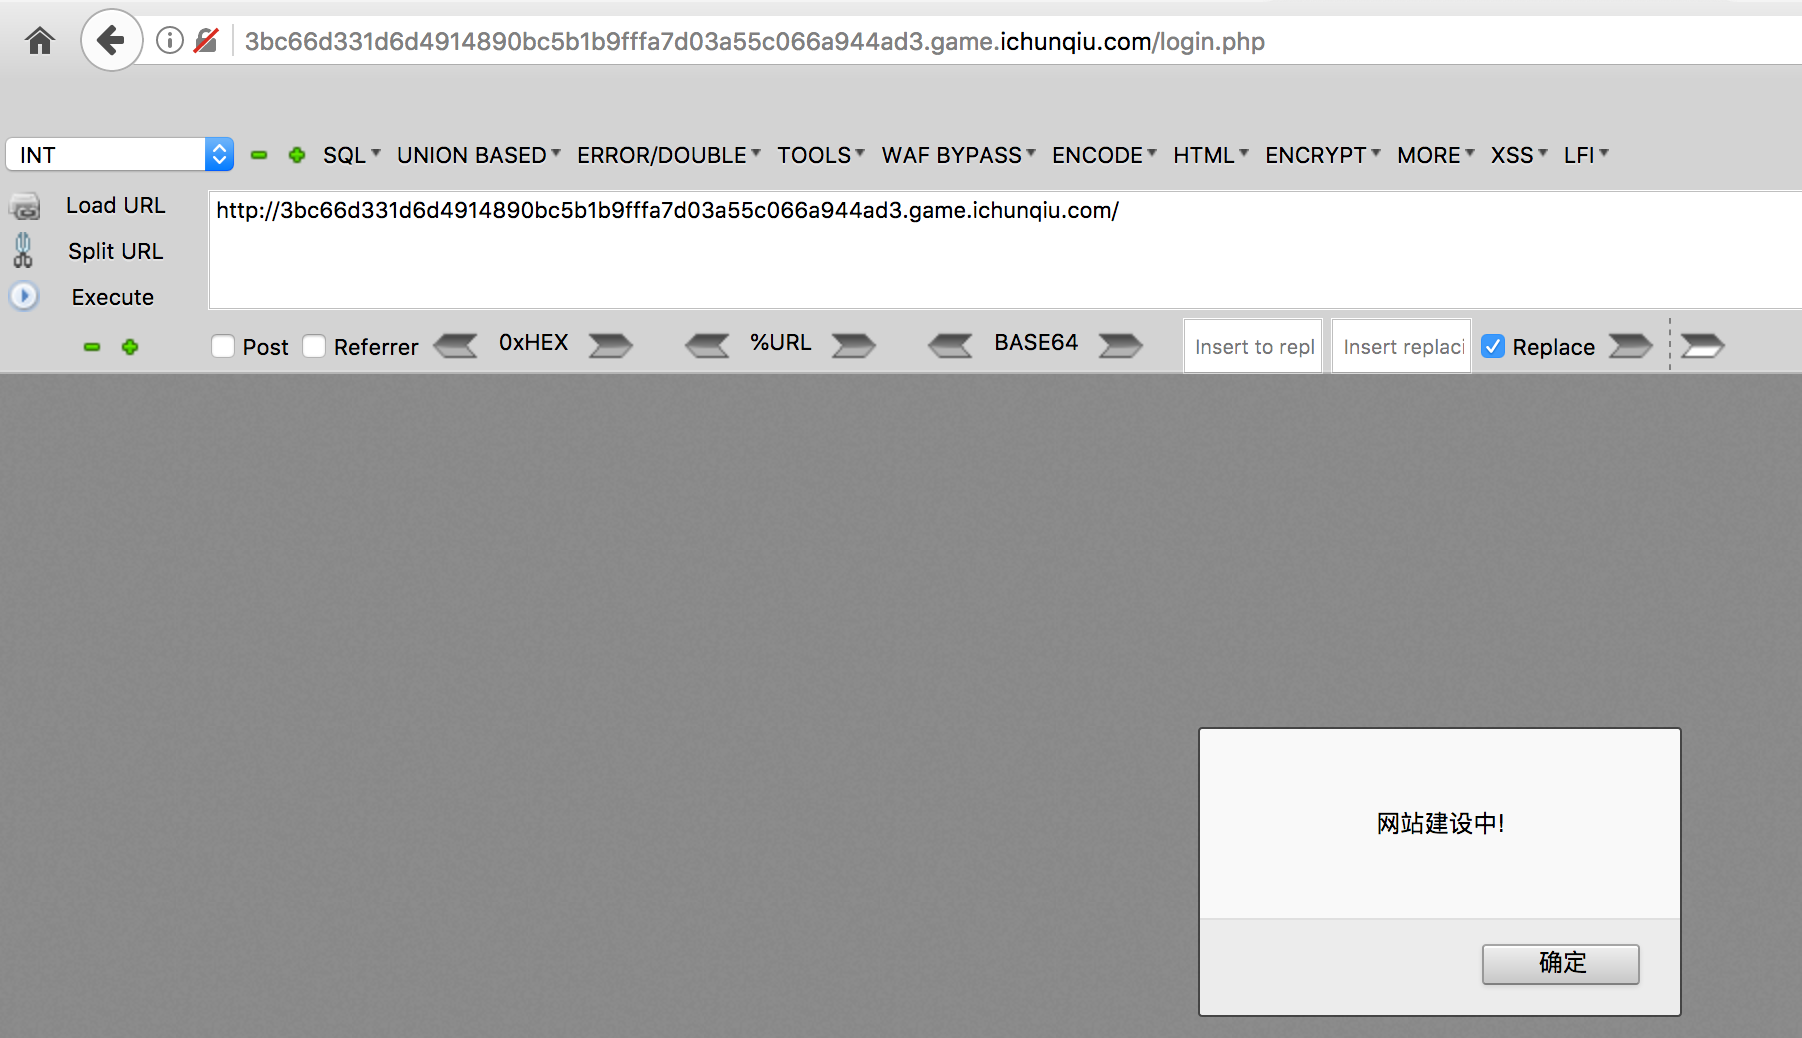 3bc66d331d6d4914890bc5b1b9fffa7d03a55c066a944ad3.game.ichunqiu.com/login.php
INT SQL UNION BASED ERROR/DOUBLE TOOLS WAF BYPASS ENCODE HTML ENCRYPT MORE XSS LFI
Load URL
http://3bc66d331d6d4914890bc5b1b9fffa7d03a55c066a944ad3.game.ichunqiu.com/
Split URL
Execute
Post Referrer 0xHEX %URL BASE64 Insert to repl Insert replaci Replace
网站建设中!
确定